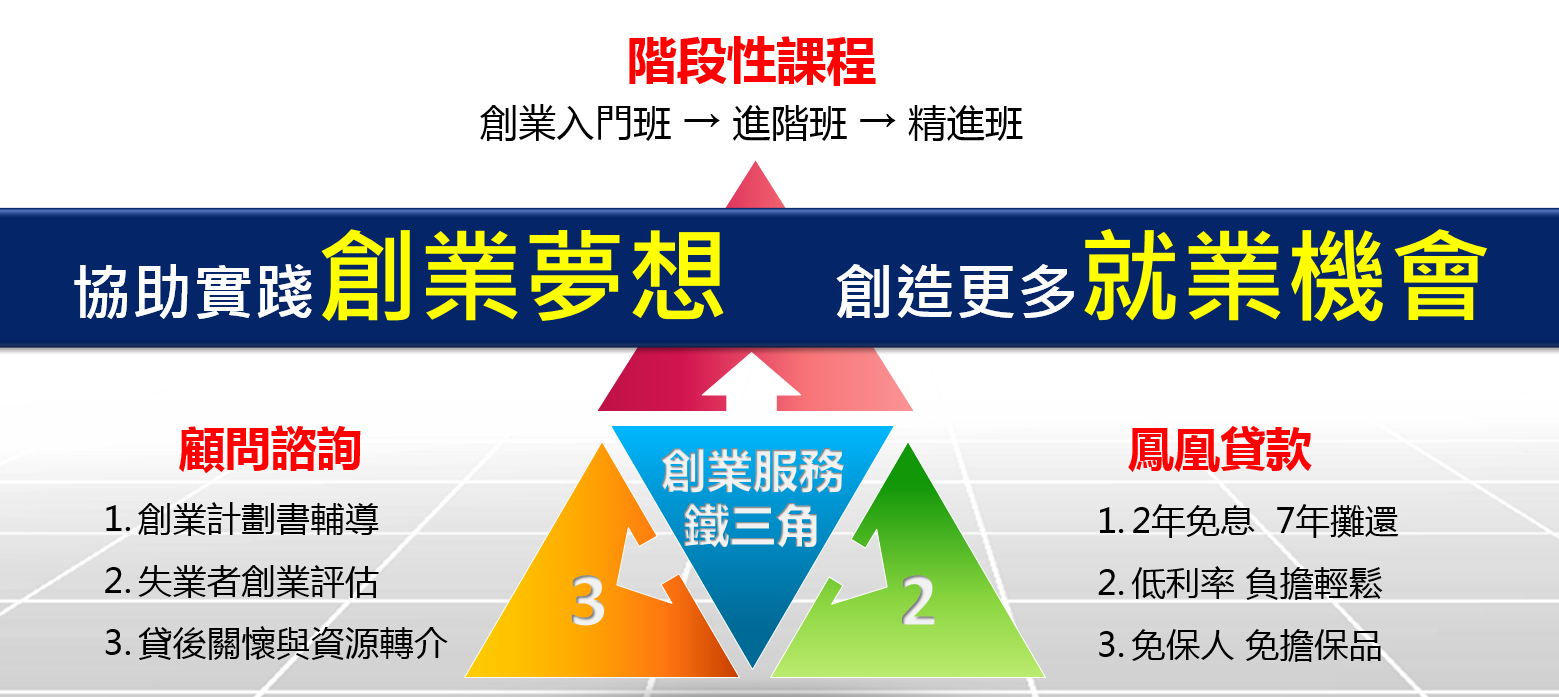 階段性課程
創業入門班 → 進階班 → 精進班
協助實踐創業夢想 創造更多就業機會
顧問諮詢
1. 創業計劃書輔導
2. 失業者創業評估
3. 貸後關懷與資源轉介
創業服務
鐵三角
3
2
鳳凰貸款
1. 2年免息 7年攤還
2. 低利率 負擔輕鬆
3. 免保人 免擔保品